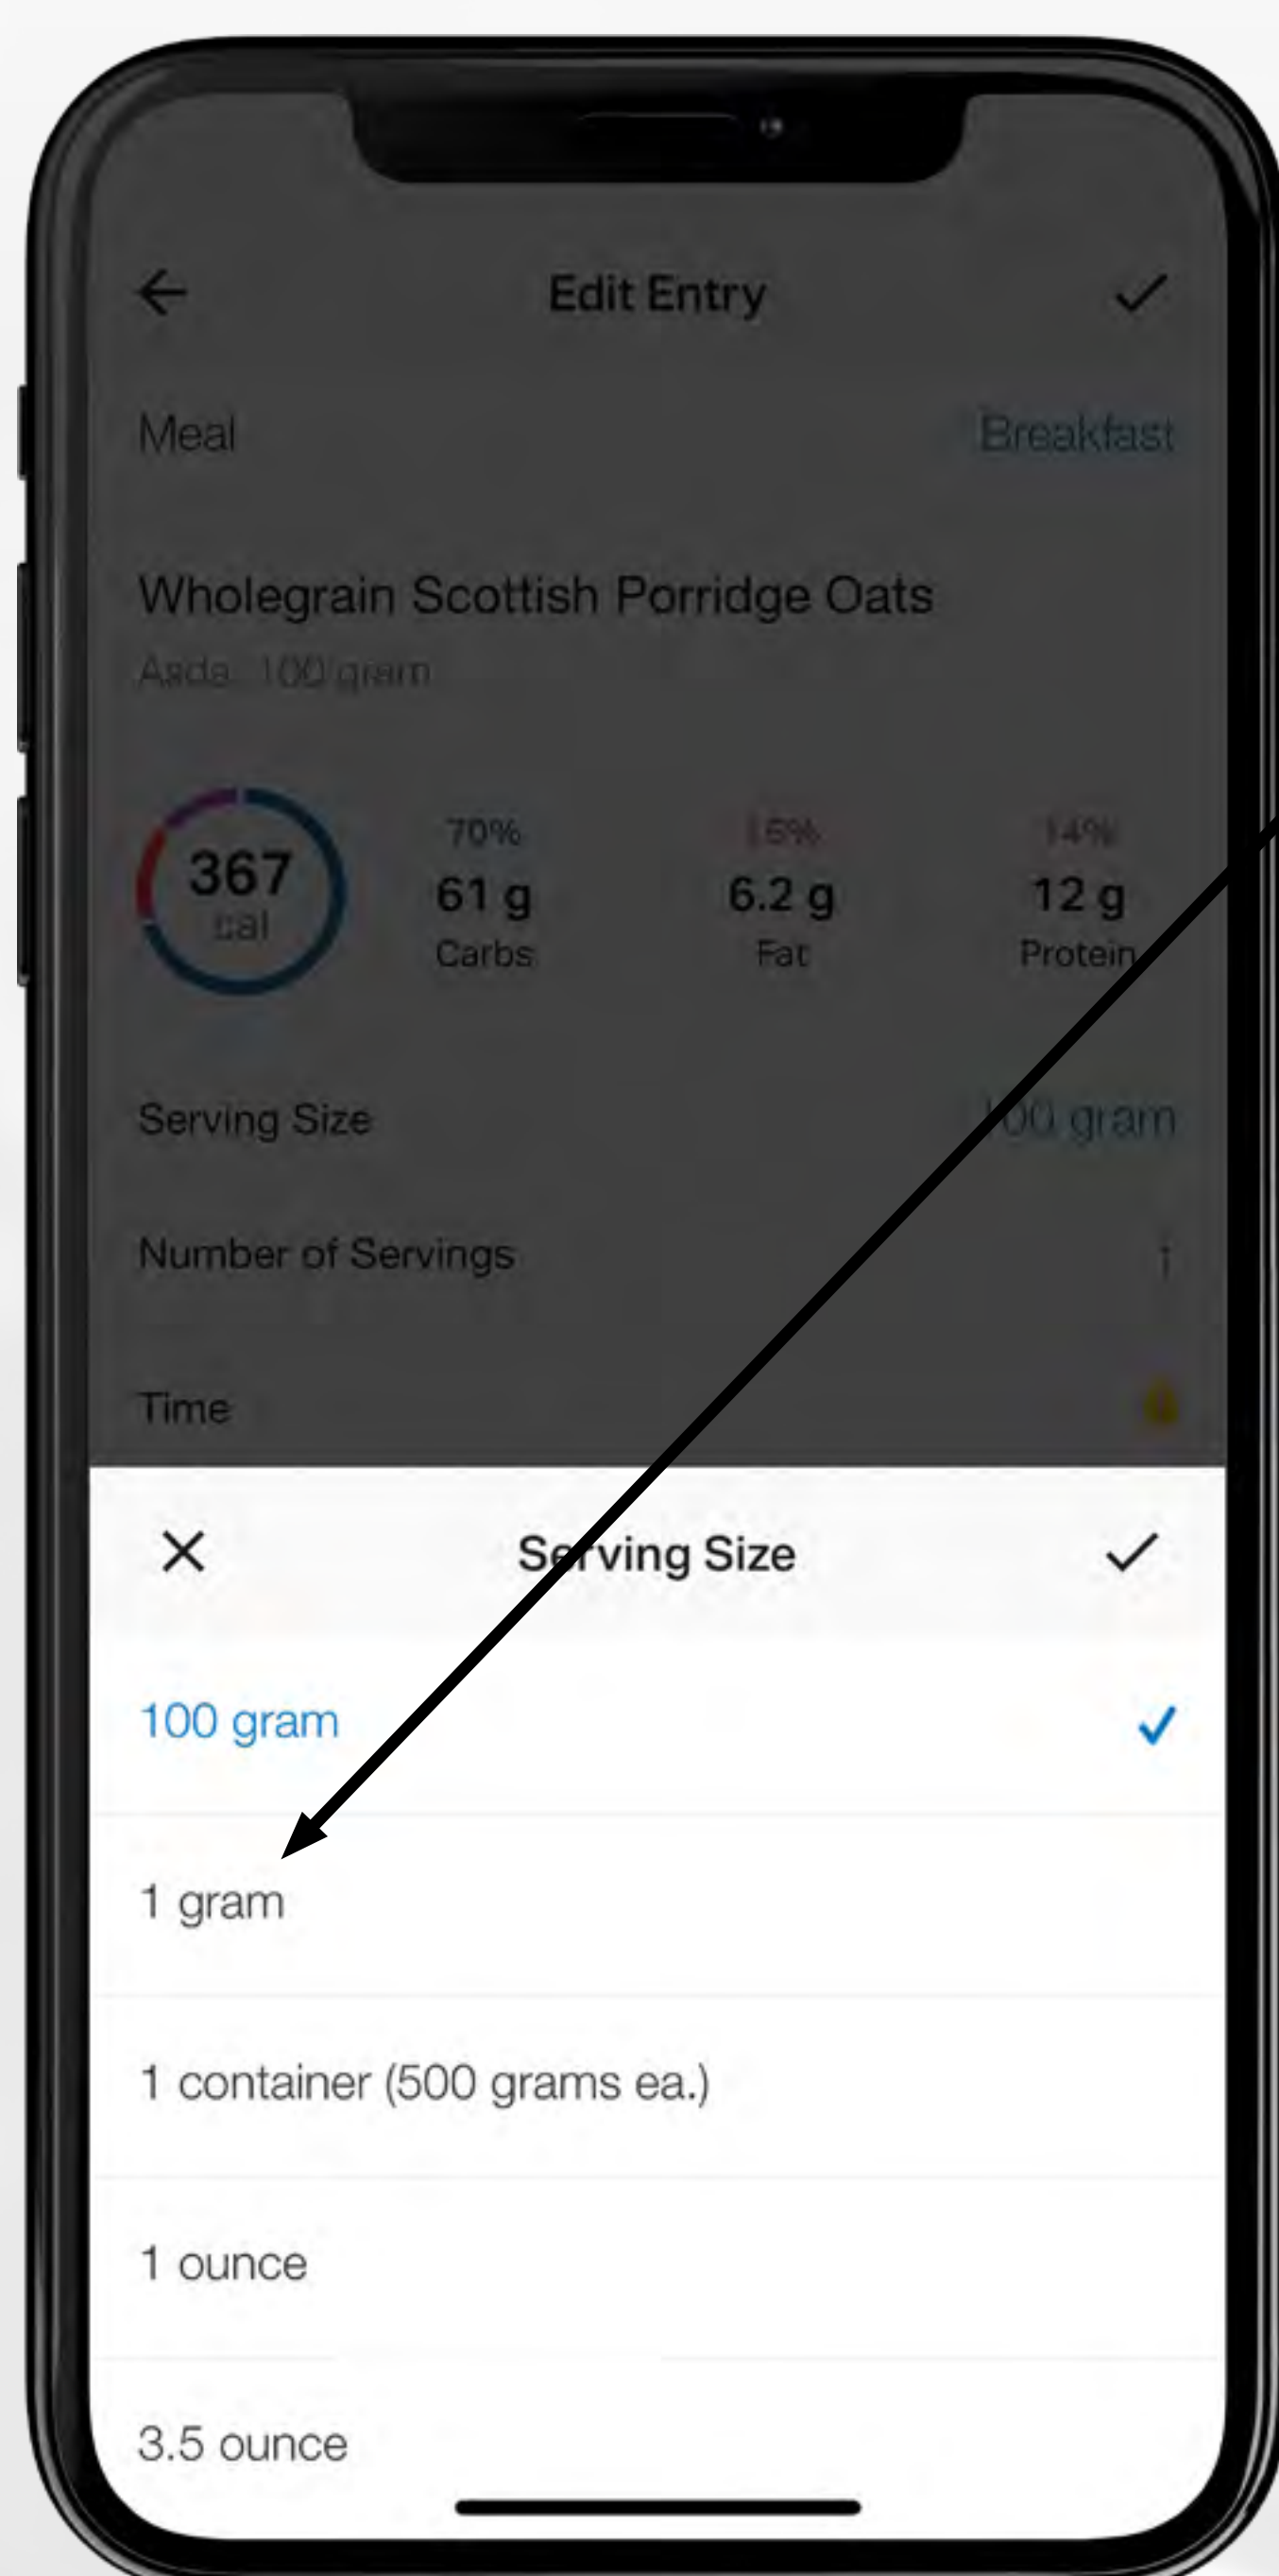 Edit Entry
Meal Breakfast
Wholegrain Scottish Porridge Oats
Asda, 100 gram
70% 15% 14%
367 61 g 6.2 g 12 g
cal Carbs Fat Protein
Serving Size 100 gram
Number of Servings 1
Time
Serving Size
100 gram
1 gram
1 container (500 grams ea.)
1 ounce
3.5 ounce